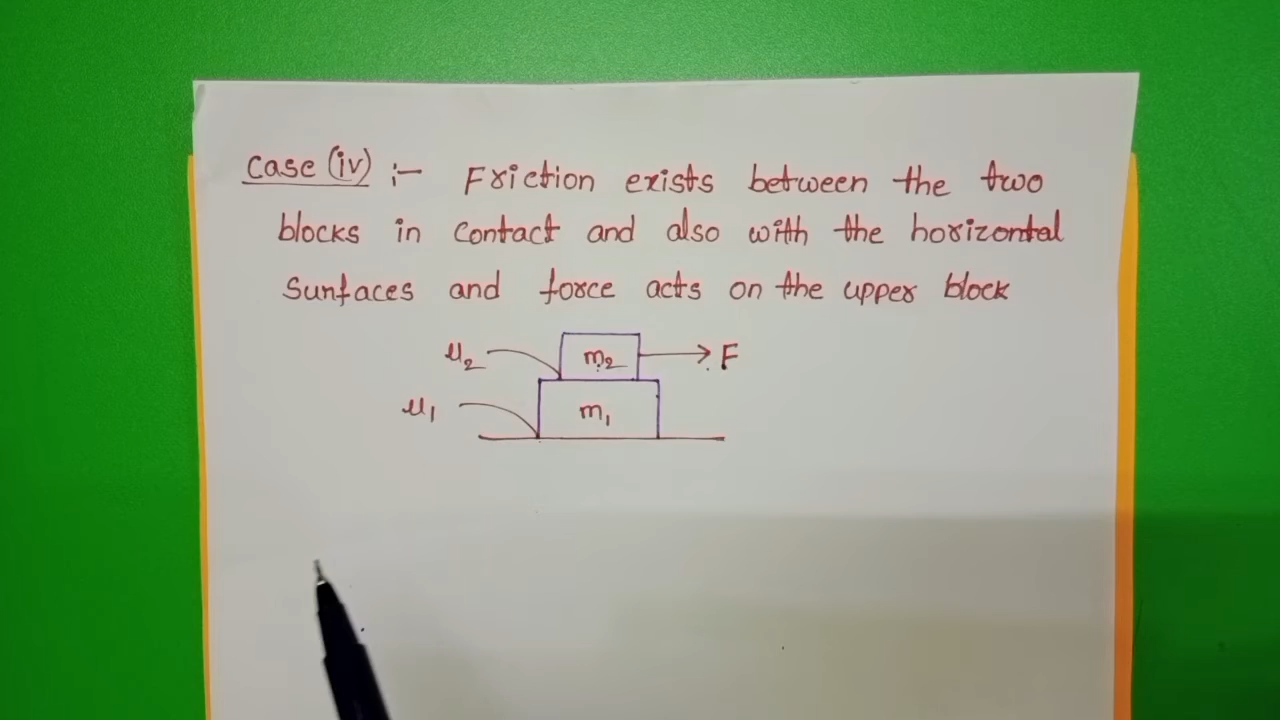 Case (iv) :- Friction exists between the two
blocks in contact and also with the horizontal
Surfaces and force acts on the upper block
μ2 m2 F
μ1 m1